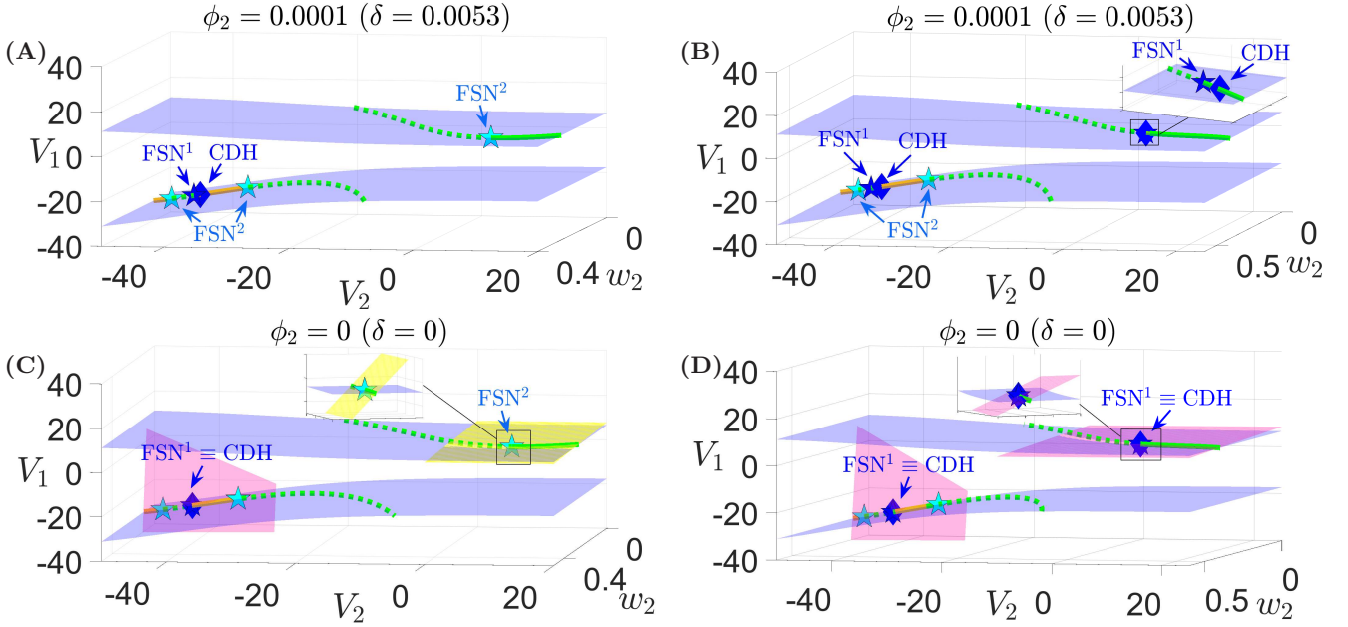 ϕ₂ = 0.0001 (δ = 0.0053)
(A)
40
20
0
-20
-40
V₁
FSN²
FSN¹
CDH
FSN²
-40
-20
0
20
V₂
0
0.4
w₂
ϕ₂ = 0.0001 (δ = 0.0053)
(B)
40
20
0
-20
-40
V₁
FSN¹
CDH
FSN¹
CDH
FSN²
-40
-20
0
20
V₂
0
0.5
w₂
ϕ₂ = 0 (δ = 0)
(C)
40
20
0
-20
-40
V₁
FSN²
FSN¹ ≡ CDH
-40
-20
0
20
V₂
0
0.4
w₂
ϕ₂ = 0 (δ = 0)
(D)
40
20
0
-20
-40
V₁
FSN¹ ≡ CDH
FSN¹ ≡ CDH
-40
-20
0
20
V₂
0
0.5
w₂